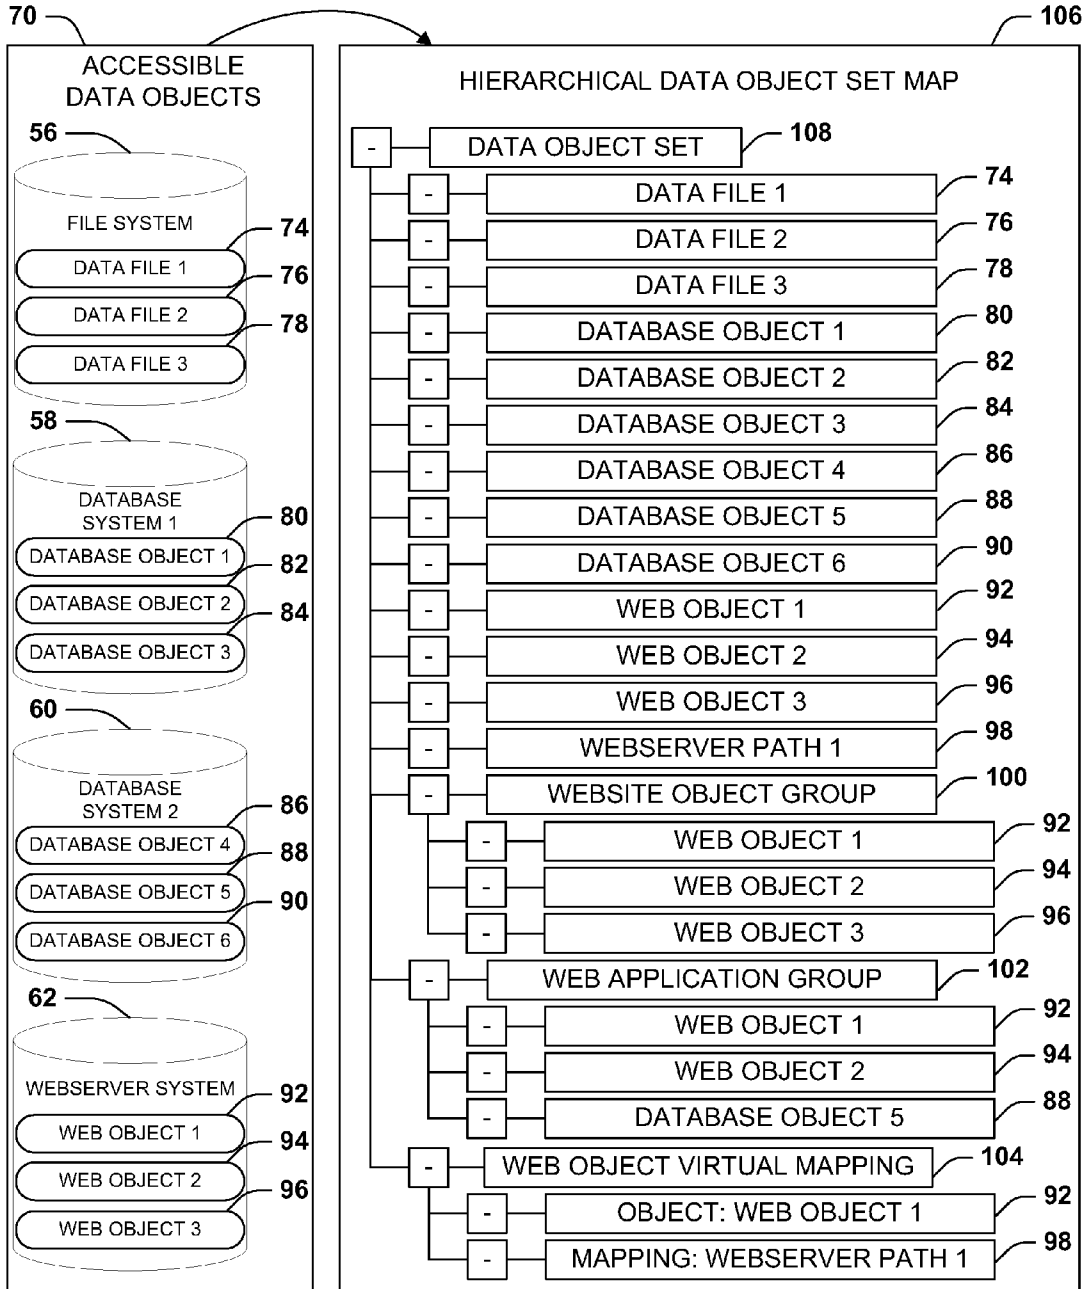 70
ACCESSIBLE
DATA OBJECTS
56
FILE SYSTEM
74
DATA FILE 1
76
DATA FILE 2
78
DATA FILE 3
58
DATABASE
SYSTEM 1
80
DATABASE OBJECT 1
82
DATABASE OBJECT 2
84
DATABASE OBJECT 3
60
DATABASE
SYSTEM 2
86
DATABASE OBJECT 4
88
DATABASE OBJECT 5
90
DATABASE OBJECT 6
62
WEBSERVER SYSTEM
92
WEB OBJECT 1
94
WEB OBJECT 2
96
WEB OBJECT 3
106
HIERARCHICAL DATA OBJECT SET MAP
- DATA OBJECT SET 108
- DATA FILE 1 74
- DATA FILE 2 76
- DATA FILE 3 78
- DATABASE OBJECT 1 80
- DATABASE OBJECT 2 82
- DATABASE OBJECT 3 84
- DATABASE OBJECT 4 86
- DATABASE OBJECT 5 88
- DATABASE OBJECT 6 90
- WEB OBJECT 1 92
- WEB OBJECT 2 94
- WEB OBJECT 3 96
- WEBSERVER PATH 1 98
- WEBSITE OBJECT GROUP 100
- WEB OBJECT 1 92
- WEB OBJECT 2 94
- WEB OBJECT 3 96
- WEB APPLICATION GROUP 102
- WEB OBJECT 1 92
- WEB OBJECT 2 94
- DATABASE OBJECT 5 88
- WEB OBJECT VIRTUAL MAPPING 104
- OBJECT: WEB OBJECT 1 92
- MAPPING: WEBSERVER PATH 1 98